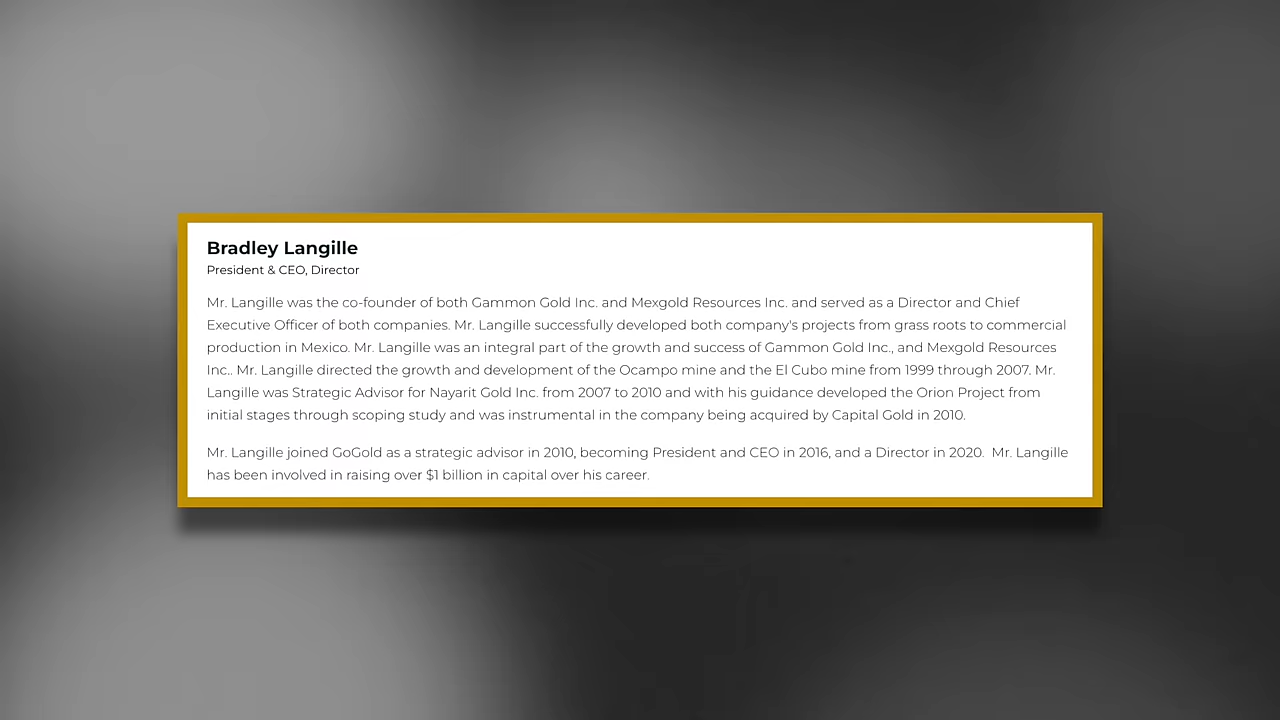 Bradley Langille
President & CEO, Director
Mr. Langille was the co-founder of both Gammon Gold Inc. and Mexgold Resources Inc. and served as a Director and Chief
Executive Officer of both companies. Mr. Langille successfully developed both company's projects from grass roots to commercial
production in Mexico. Mr. Langille was an integral part of the growth and success of Gammon Gold Inc., and Mexgold Resources
Inc.. Mr. Langille directed the growth and development of the Ocampo mine and the El Cubo mine from 1999 through 2007. Mr.
Langille was Strategic Advisor for Nayarit Gold Inc. from 2007 to 2010 and with his guidance developed the Orion Project from
initial stages through scoping study and was instrumental in the company being acquired by Capital Gold in 2010.
Mr. Langille joined GoGold as a strategic advisor in 2010, becoming President and CEO in 2016, and a Director in 2020.  Mr. Langille
has been involved in raising over $1 billion in capital over his career.